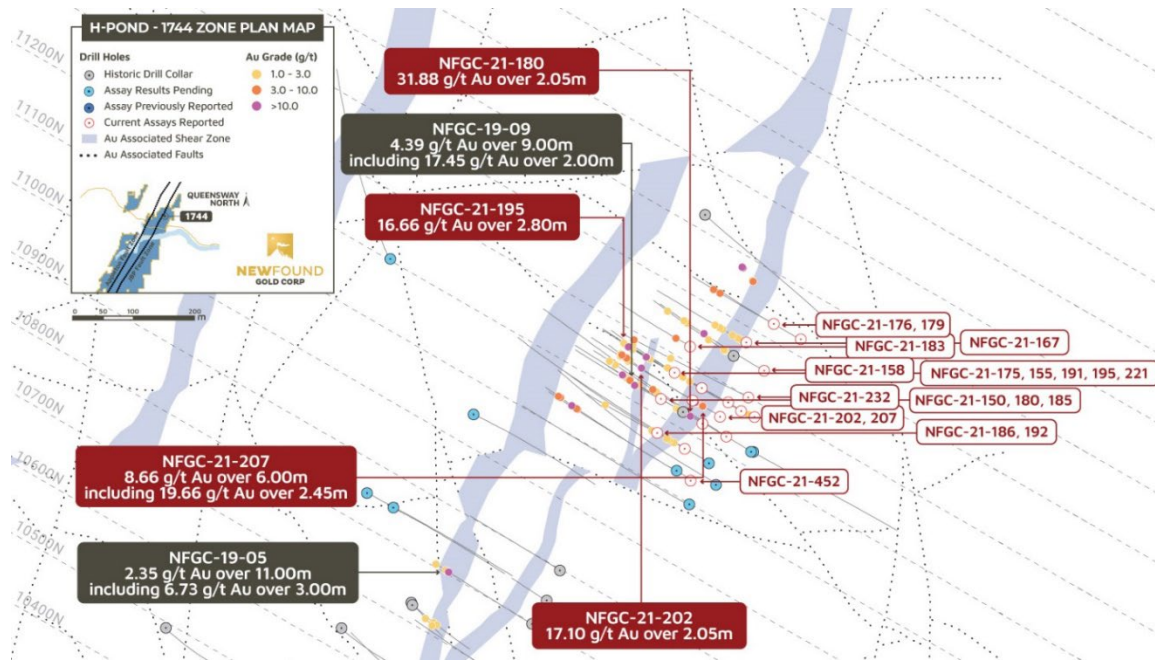 H-POND - 1744 ZONE PLAN MAP
Drill Holes
Historic Drill Collar
Assay Results Pending
Assay Previously Reported
Current Assays Reported
Au Associated Shear Zone
Au Associated Faults
Au Grade (g/t)
1.0 - 3.0
3.0 - 10.0
>10.0
QUEENSWAY
NORTH
1744
NEWFOUND
GOLD CORP
0 50 100 200
m
11200N
11100N
11000N
10900N
10800N
10700N
10600N
10500N
10400N
NFGC-21-180
31.88 g/t Au over 2.05m
NFGC-19-09
4.39 g/t Au over 9.00m
including 17.45 g/t Au over 2.00m
NFGC-21-195
16.66 g/t Au over 2.80m
NFGC-21-176, 179
NFGC-21-167
NFGC-21-183
NFGC-21-158
NFGC-21-175, 155, 191, 195, 221
NFGC-21-232
NFGC-21-150, 180, 185
NFGC-21-202, 207
NFGC-21-186, 192
NFGC-21-452
NFGC-21-207
8.66 g/t Au over 6.00m
including 19.66 g/t Au over 2.45m
NFGC-19-05
2.35 g/t Au over 11.00m
including 6.73 g/t Au over 3.00m
NFGC-21-202
17.10 g/t Au over 2.05m